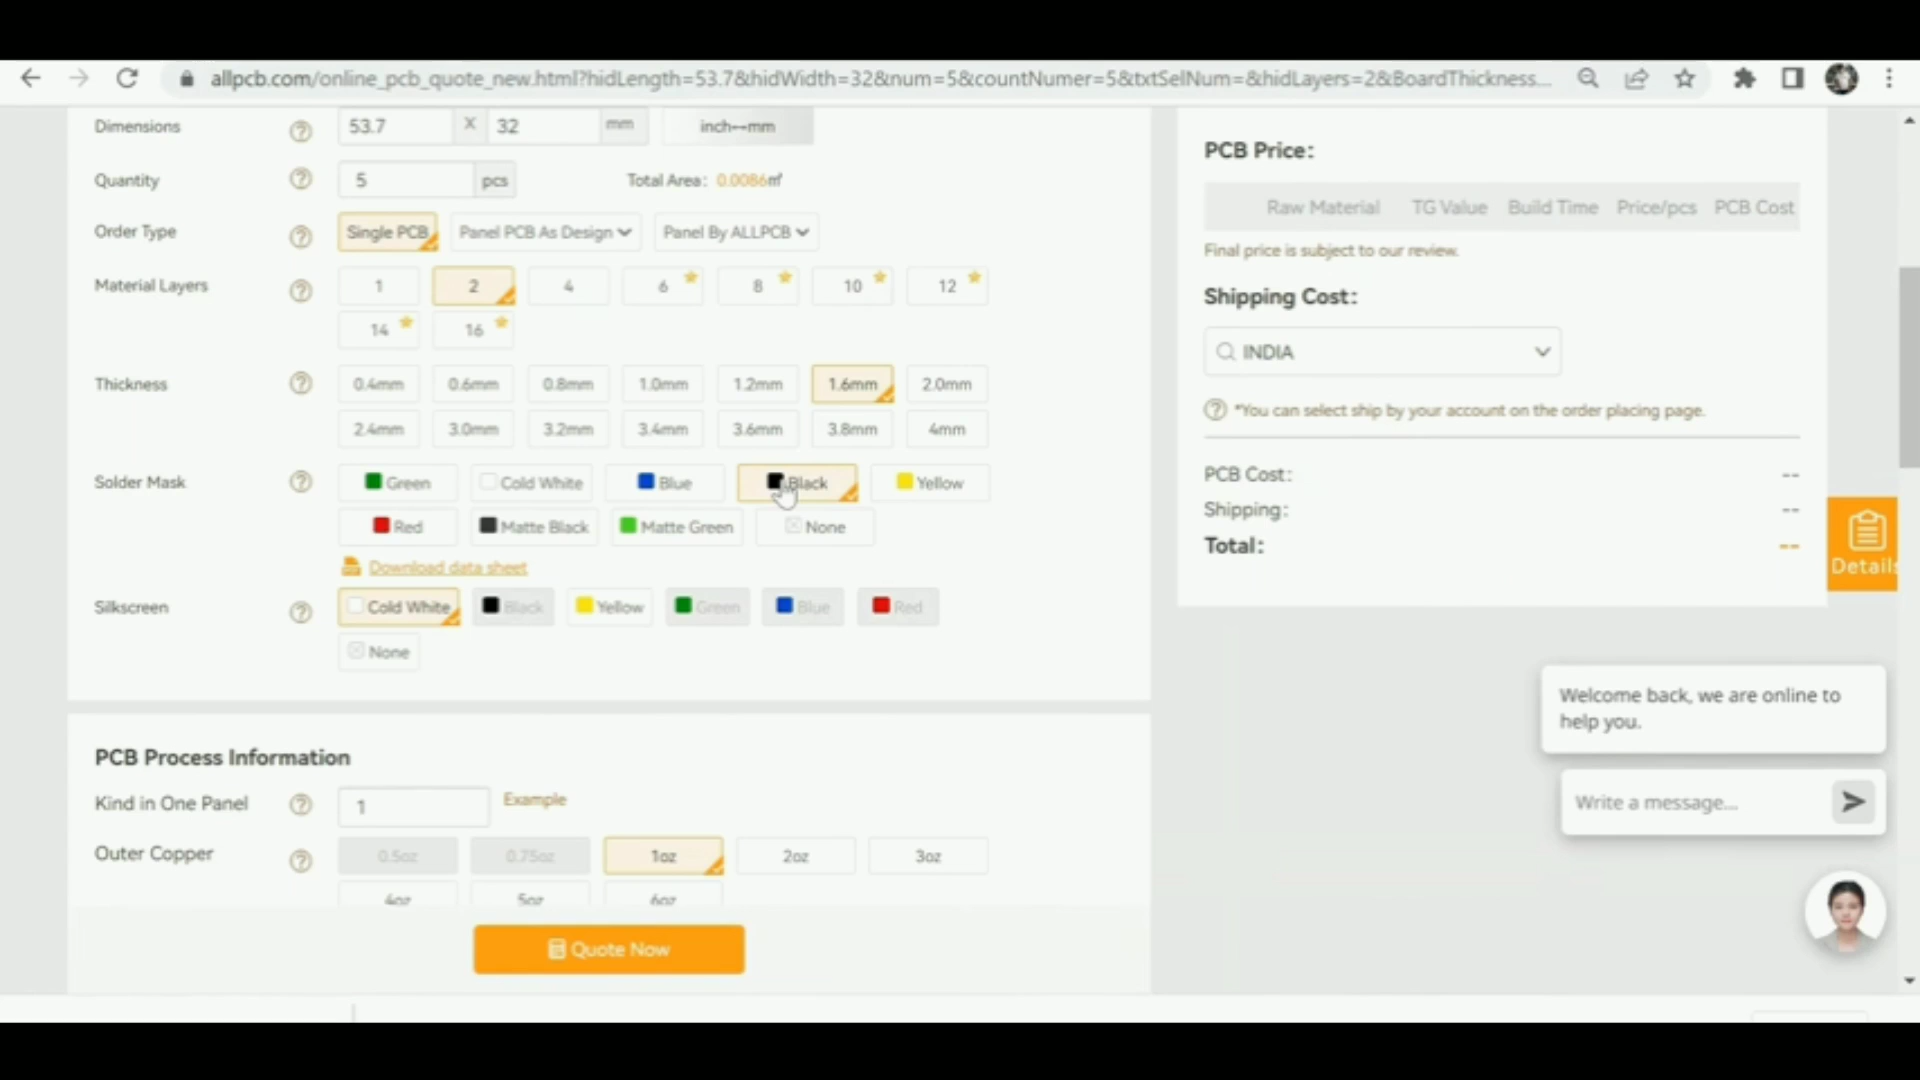 allpcb.com/online_pcb_quote_new.html?hidLength=53.7&hidWidth=32&num=5&countNumer=5&txtSelNum=&hidLayers=2&BoardThickness...
Dimensions 53.7 X 32 mm inch--mm
Quantity 5 pcs Total Area: 0.0086㎡
Order Type Single PCB Panel PCB As Design Panel By ALLPCB
Material Layers 1 2 4 6 8 10 12
14 16
Thickness 0.4mm 0.6mm 0.8mm 1.0mm 1.2mm 1.6mm 2.0mm
2.4mm 3.0mm 3.2mm 3.4mm 3.6mm 3.8mm 4mm
Solder Mask Green Cold White Blue Black Yellow
Red Matte Black Matte Green None
Download data sheet
Silkscreen Cold White Black Yellow Green Blue Red
None
PCB Process Information
Kind in One Panel 1 Example
Outer Copper 0.5oz 0.75oz 1oz 2oz 3oz
4oz 5oz 6oz
Quote Now
PCB Price:
Raw Material TG Value Build Time Price/pcs PCB Cost
Final price is subject to our review.
Shipping Cost:
INDIA
*You can select ship by your account on the order placing page.
PCB Cost: --
Shipping: --
Total: --
Details
Welcome back, we are online to
help you.
Write a message...